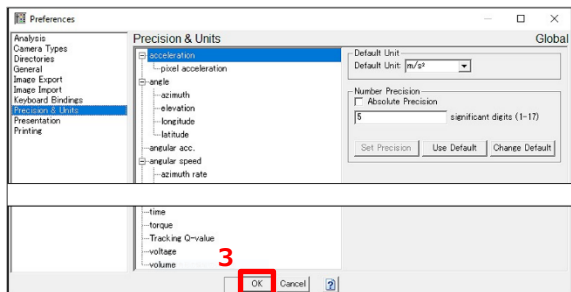 Preferences
Analysis
Camera Types
Directories
General
Image Export
Image Import
Keyboard Bindings
Precision & Units
Presentation
Printing
Precision & Units
Global
acceleration
pixel acceleration
angle
azimuth
elevation
longitude
latitude
angular acc.
angular speed
azimuth rate
Default Unit
Default Unit: m/s²
Number Precision
Absolute Precision
5 significant digits (1-17)
Set Precision Use Default Change Default
time
torque
Tracking Q-value
voltage
volume
3
OK Cancel ?